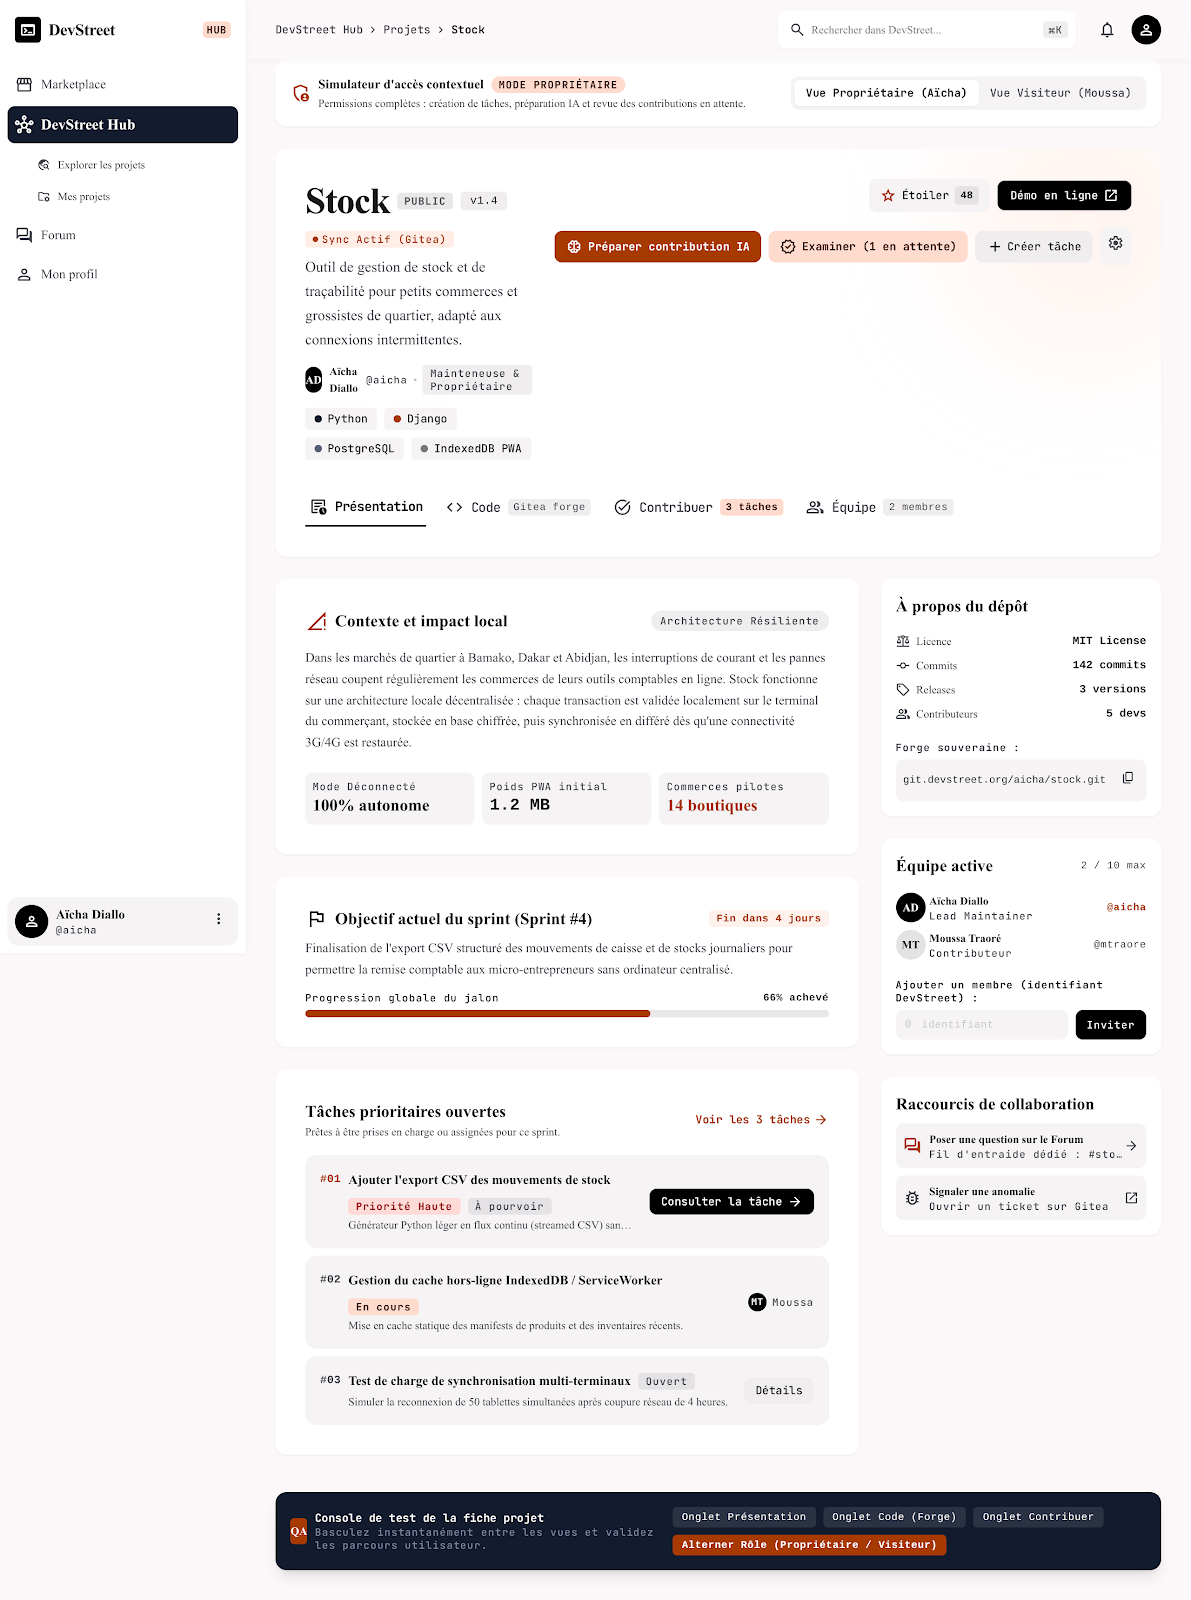 DevStreet
HUB
Marketplace
DevStreet Hub
Explorer les projets
Mes projets
Forum
Mon profil
Aïcha Diallo
@aicha
DevStreet Hub > Projets > Stock
Rechercher dans DevStreet...
⌘K
Simulateur d'accès contextuel
MODE PROPRIÉTAIRE
Permissions complètes : création de tâches, préparation IA et revue des contributions en attente.
Vue Propriétaire (Aïcha)
Vue Visiteur (Moussa)
Stock
PUBLIC
v1.4
Étoiler
48
Démo en ligne
Sync Actif (Gitea)
Préparer contribution IA
Examiner (1 en attente)
Créer tâche
Outil de gestion de stock et de
traçabilité pour petits commerces et
grossistes de quartier, adapté aux
connexions intermittentes.
AD
Aïcha
Diallo
@aicha
•
Mainteneuse &
Propriétaire
Python
Django
PostgreSQL
IndexedDB PWA
Présentation
Code
Gitea forge
Contribuer
3 tâches
Équipe
2 membres
Contexte et impact local
Architecture Résiliente
Dans les marchés de quartier à Bamako, Dakar et Abidjan, les interruptions de courant et les pannes
réseau coupent régulièrement les commerces de leurs outils comptables en ligne. Stock fonctionne
sur une architecture locale décentralisée : chaque transaction est validée localement sur le terminal
du commerçant, stockée en base chiffrée, puis synchronisée en différé dès qu'une connectivité
3G/4G est restaurée.
Mode Déconnecté
100% autonome
Poids PWA initial
1.2 MB
Commerces pilotes
14 boutiques
Objectif actuel du sprint (Sprint #4)
Fin dans 4 jours
Finalisation de l'export CSV structuré des mouvements de caisse et de stocks journaliers pour
permettre la remise comptable aux micro-entrepreneurs sans ordinateur centralisé.
Progression globale du jalon
66% achevé
Tâches prioritaires ouvertes
Prêtes à être prises en charge ou assignées pour ce sprint.
Voir les 3 tâches
#01
Ajouter l'export CSV des mouvements de stock
Priorité Haute
À pourvoir
Générateur Python léger en flux continu (streamed CSV) san…
Consulter la tâche
#02
Gestion du cache hors-ligne IndexedDB / ServiceWorker
En cours
Mise en cache statique des manifests de produits et des inventaires récents.
MT
Moussa
#03
Test de charge de synchronisation multi-terminaux
Ouvert
Simuler la reconnexion de 50 tablettes simultanées après coupure réseau de 4 heures.
Détails
À propos du dépôt
Licence
MIT License
Commits
142 commits
Releases
3 versions
Contributeurs
5 devs
Forge souveraine :
git.devstreet.org/aicha/stock.git
Équipe active
2 / 10 max
AD
Aïcha Diallo
Lead Maintainer
@aicha
MT
Moussa Traoré
Contributeur
@mtraore
Ajouter un membre (identifiant
DevStreet) :
@ identifiant
Inviter
Raccourcis de collaboration
Poser une question sur le Forum
Fil d'entraide dédié : #sto…
Signaler une anomalie
Ouvrir un ticket sur Gitea
QA
Console de test de la fiche projet
Basculez instantanément entre les vues et validez
les parcours utilisateur.
Onglet Présentation
Onglet Code (Forge)
Onglet Contribuer
Alterner Rôle (Propriétaire / Visiteur)